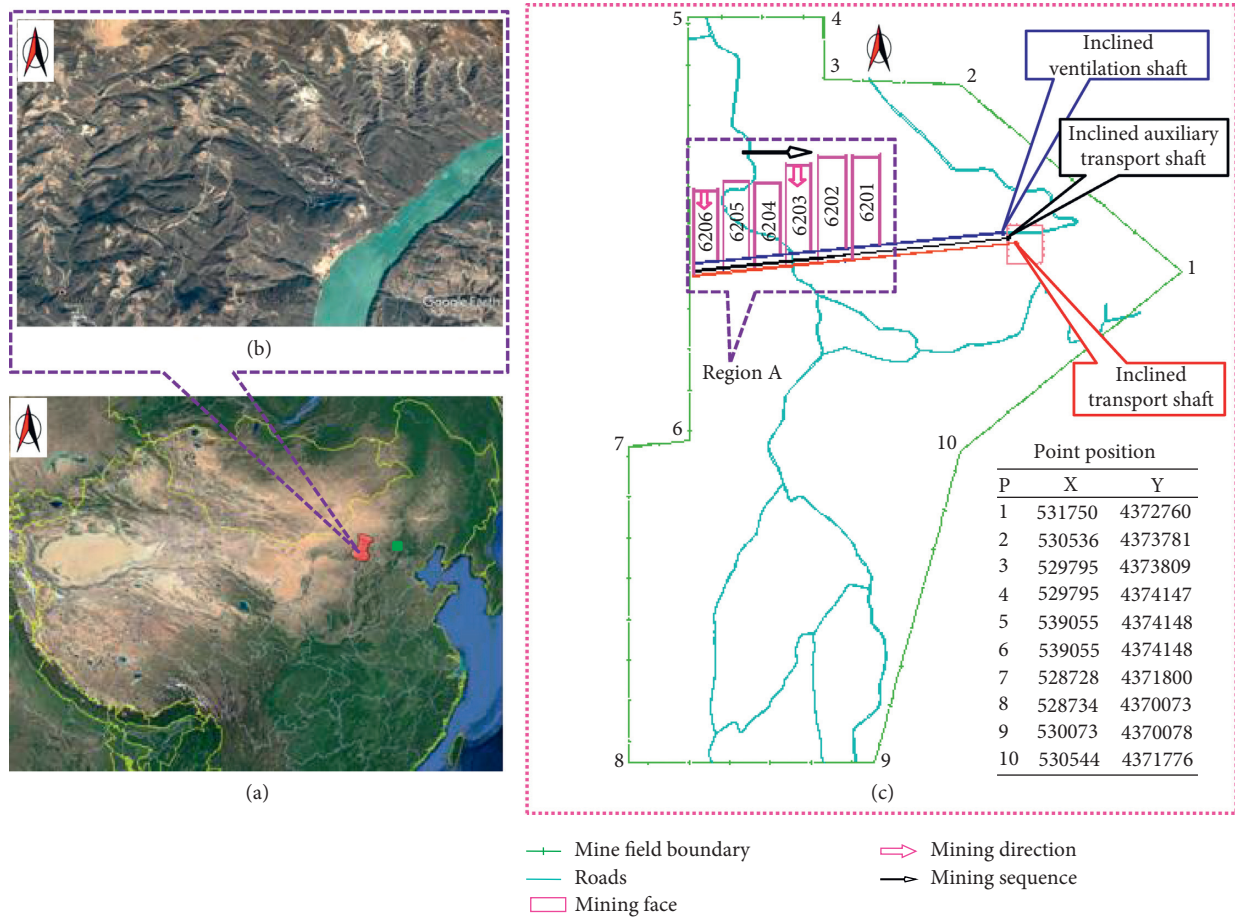 Google Earth
(b)
(a)
5
4
3
2
1
6
7
10
8
9
Inclined
ventilation shaft
Inclined auxiliary
transport shaft
Inclined
transport shaft
6206
6205
6204
6203
6202
6201
Region A
Point position
P X Y
1 531750 4372760
2 530536 4373781
3 529795 4373809
4 529795 4374147
5 539055 4374148
6 539055 4374148
7 528728 4371800
8 528734 4370073
9 530073 4370078
10 530544 4371776
(c)
Mine field boundary
Roads
Mining face
Mining direction
Mining sequence